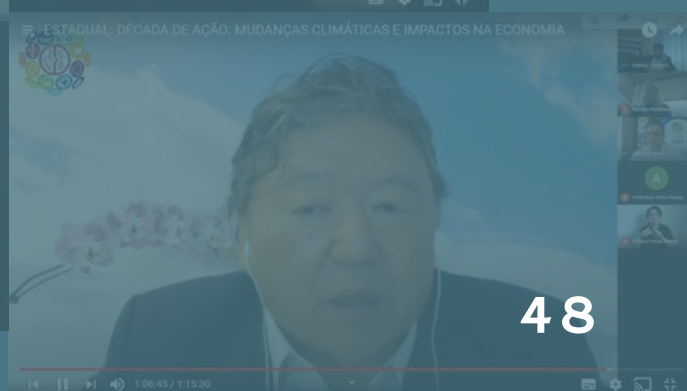 ESTADUAL: DÉCADA DE AÇÃO: MUDANÇAS CLIMÁTICAS E IMPACTOS NA ECONOMIA
A
48
1:06:45 / 1:15:30